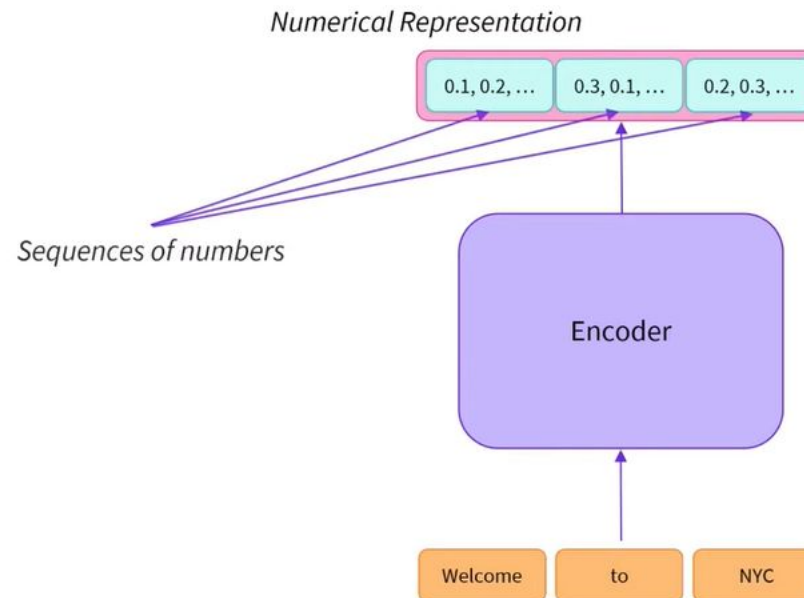 Numerical Representation
0.1, 0.2, … 0.3, 0.1, … 0.2, 0.3, …
Sequences of numbers
Encoder
Welcome to NYC